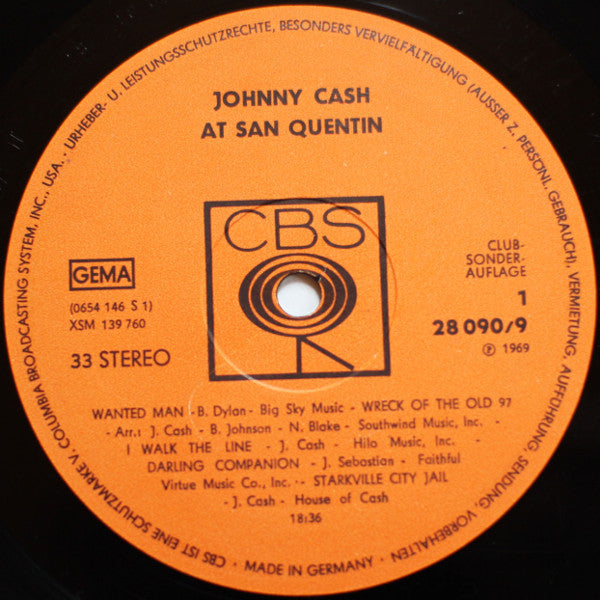 URHEBER- U. LEISTUNGSSCHUTZRECHTE, BESONDERS VERVIELFÄLTIGUNG (AUSSER Z. PERSÖNL. GEBRAUCH), VERMIETUNG, AUFFÜHRUNG, SENDUNG, VORBEHALTEN
JOHNNY CASH
AT SAN QUENTIN
CBS
GEMA
(0654 146 S 1)
XSM 139 760
33 STEREO
CLUB-
SONDER-
AUFLAGE
1
28 090/9
℗ 1969
WANTED MAN - B. Dylan - Big Sky Music - WRECK OF THE OLD 97
- Arr.: J. Cash - B. Johnson - N. Blake - Southwind Music, Inc. -
I WALK THE LINE - J. Cash - Hilo Music, Inc. -
DARLING COMPANION - J. Sebastian - Faithful
Virtue Music Co., Inc. -- STARKVILLE CITY JAIL
- J. Cash - House of Cash
18:36
CBS IST EINE SCHUTZMARKE V. COLUMBIA BROADCASTING SYSTEM, INC., USA. ·
· MADE IN GERMANY ·